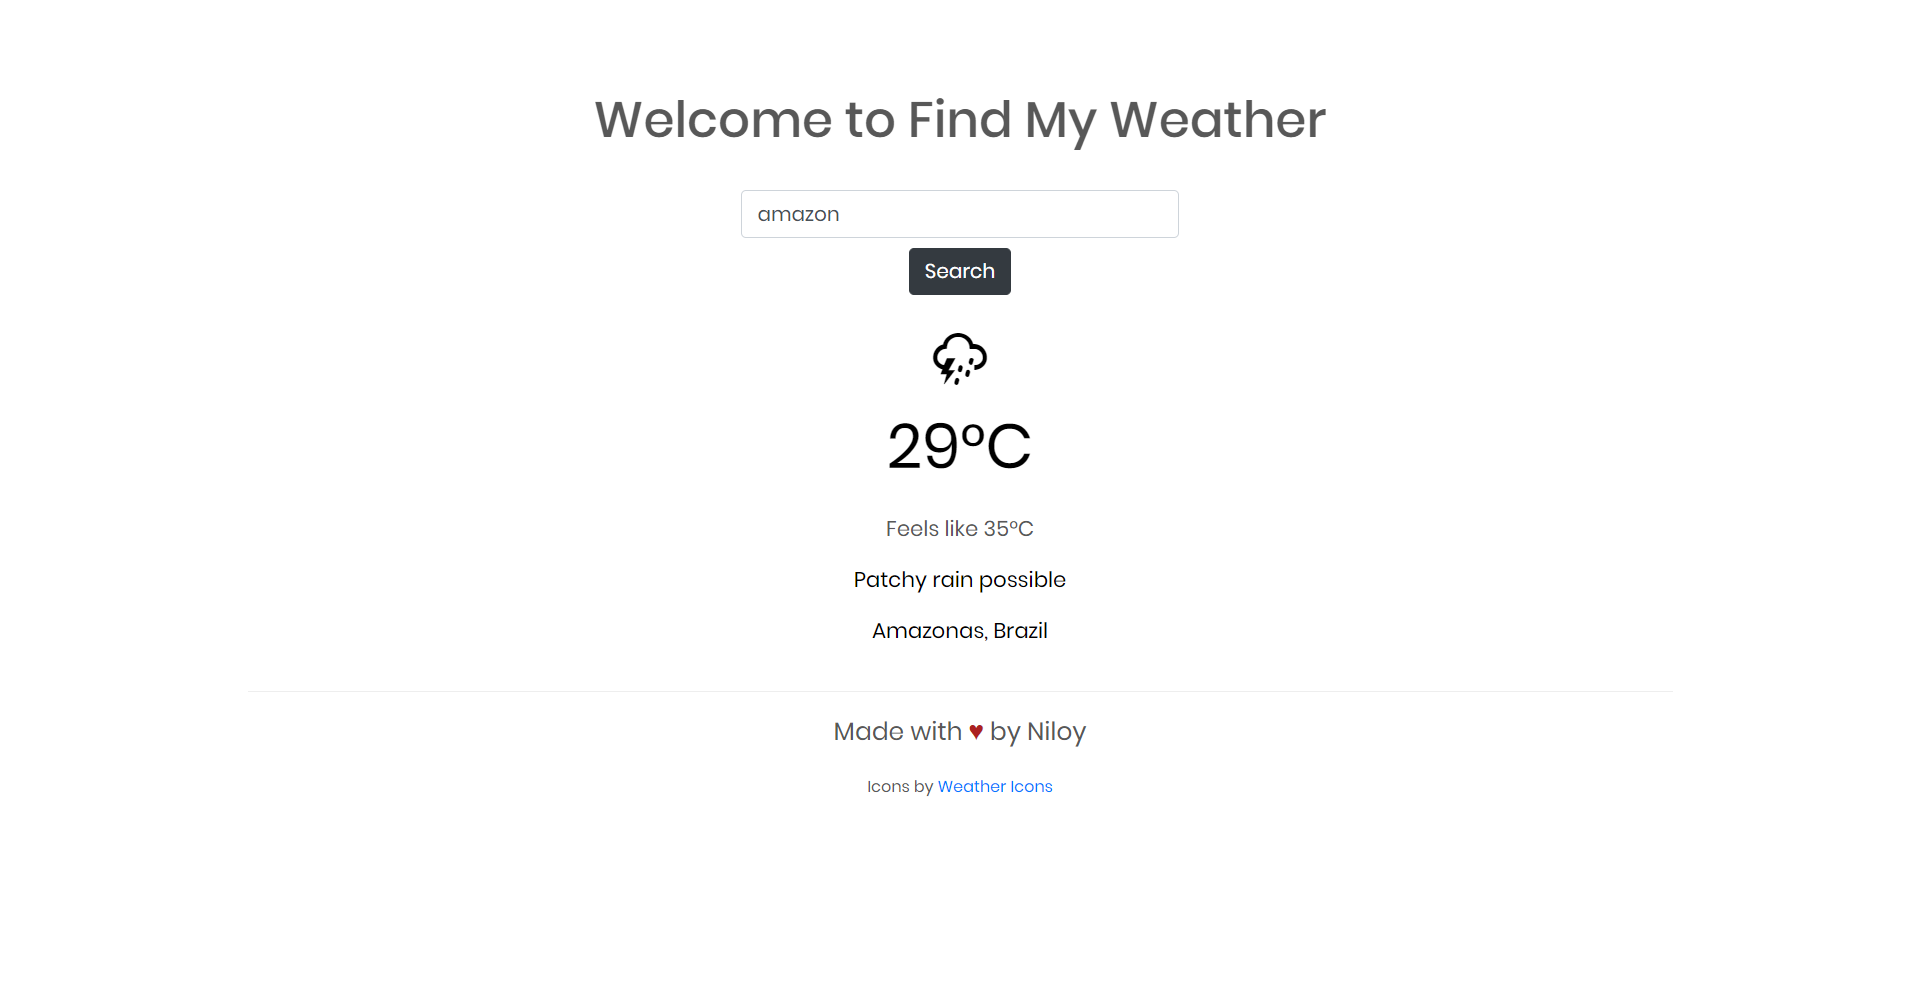 Welcome to Find My Weather
amazon
Search
29°C
Feels like 35°C
Patchy rain possible
Amazonas, Brazil
Made with ♥ by Niloy
Icons by Weather Icons